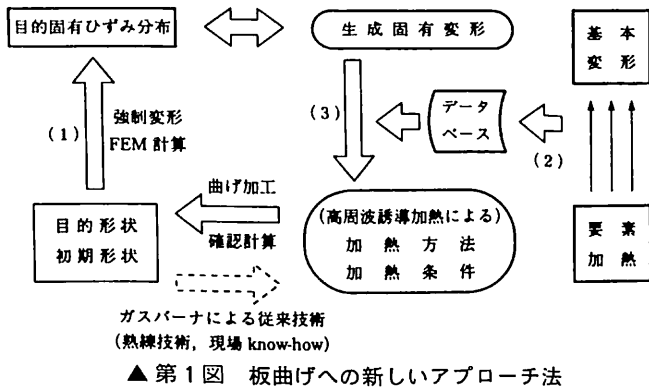 目的固有ひずみ分布
生成固有変形
基本
変形
(1)
強制変形
FEM 計算
(3)
データ
ベース
(2)
目的形状
初期形状
曲げ加工
確認計算
(高周波誘導加熱による)
加熱方法
加熱条件
要素
加熱
ガスバーナによる従来技術
(熟練技術, 現場 know-how)
▲ 第1図 板曲げへの新しいアプローチ法